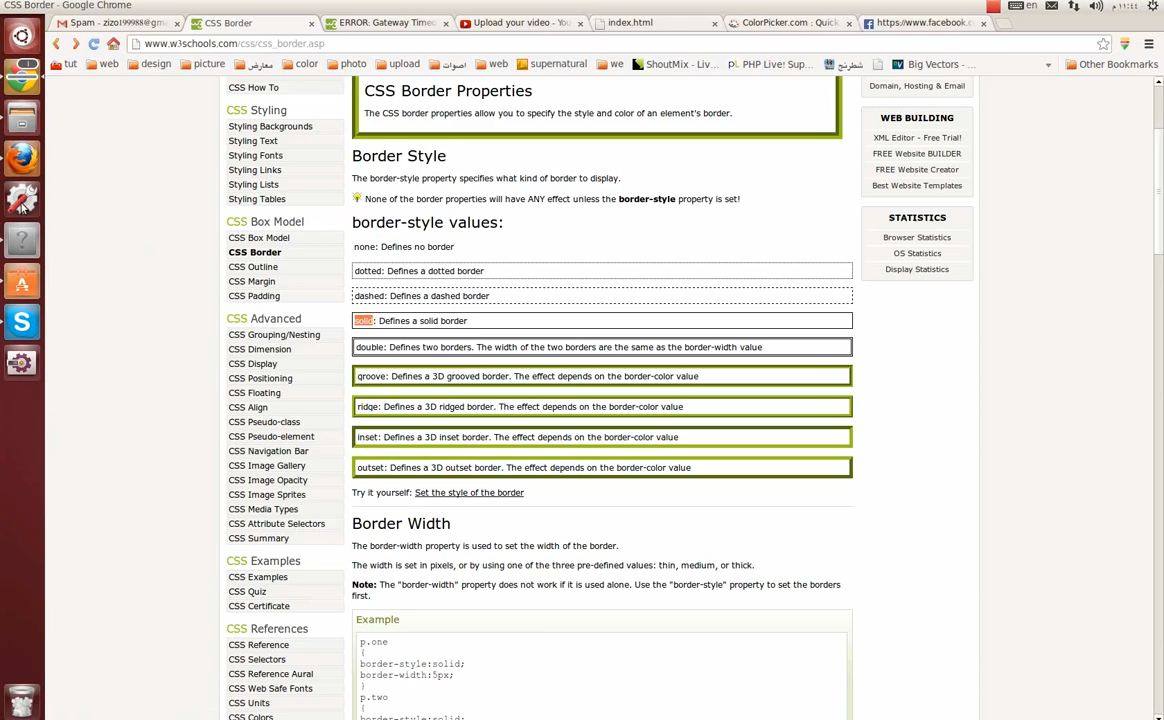 CSS Border - Google Chrome
en
م ١١:٤٤
Spam - zizo199988@gm
CSS Border
ERROR: Gateway Time
Upload your video - You
index.html
ColorPicker.com : Quick
https://www.facebook.c
www.w3schools.com/css/css_border.asp
tut
web
design
picture
معارض
color
photo
upload
اصوات
web
supernatural
we
ShoutMix - Liv...
PHP Live! Sup...
شطرنج
Big Vectors - ...
Other Bookmarks
CSS How To
CSS Styling
Styling Backgrounds
Styling Text
Styling Fonts
Styling Links
Styling Lists
Styling Tables
CSS Box Model
CSS Box Model
CSS Border
CSS Outline
CSS Margin
CSS Padding
CSS Advanced
CSS Grouping/Nesting
CSS Dimension
CSS Display
CSS Positioning
CSS Floating
CSS Align
CSS Pseudo-class
CSS Pseudo-element
CSS Navigation Bar
CSS Image Gallery
CSS Image Opacity
CSS Image Sprites
CSS Media Types
CSS Attribute Selectors
CSS Summary
CSS Examples
CSS Examples
CSS Quiz
CSS Certificate
CSS References
CSS Reference
CSS Selectors
CSS Reference Aural
CSS Web Safe Fonts
CSS Units
CSS Colors
CSS Border Properties
The CSS border properties allow you to specify the style and color of an element's border.
Border Style
The border-style property specifies what kind of border to display.
None of the border properties will have ANY effect unless the border-style property is set!
border-style values:
none: Defines no border
dotted: Defines a dotted border
dashed: Defines a dashed border
solid: Defines a solid border
double: Defines two borders. The width of the two borders are the same as the border-width value
groove: Defines a 3D grooved border. The effect depends on the border-color value
ridge: Defines a 3D ridged border. The effect depends on the border-color value
inset: Defines a 3D inset border. The effect depends on the border-color value
outset: Defines a 3D outset border. The effect depends on the border-color value
Try it yourself: Set the style of the border
Border Width
The border-width property is used to set the width of the border.
The width is set in pixels, or by using one of the three pre-defined values: thin, medium, or thick.
Note: The "border-width" property does not work if it is used alone. Use the "border-style" property to set the borders
first.
Example
p.one
{
border-style:solid;
border-width:5px;
}
p.two
{
border-style:solid;
Domain, Hosting & Email
WEB BUILDING
XML Editor - Free Trial!
FREE Website BUILDER
FREE Website Creator
Best Website Templates
STATISTICS
Browser Statistics
OS Statistics
Display Statistics